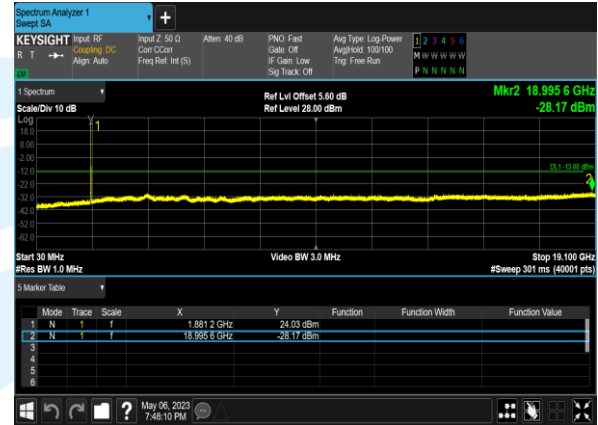 Spectrum Analyzer 1
Swept SA
+
KEYSIGHT Input: RF Input Z: 50 Ω Atten: 40 dB PNO: Fast Avg Type: Log-Power 1 2 3 4 5 6
R T Coupling: DC Corr CCorr Gate: Off Avg|Hold: 100/100 M W W W W W
Align: Auto Freq Ref: Int (S) IF Gain: Low Trig: Free Run
LV Sig Track: Off P N N N N N
1 Spectrum Ref Lvl Offset 5.60 dB Mkr2 18.995 6 GHz
Scale/Div 10 dB Ref Level 28.00 dBm -28.17 dBm
Log
1
18.0
8.00
-2.00
-12.0 DL1 -13.00 dBm
-22.0 2
-32.0
-42.0
-52.0
-62.0
Start 30 MHz Video BW 3.0 MHz Stop 19.100 GHz
#Res BW 1.0 MHz #Sweep 301 ms (40001 pts)
5 Marker Table
Mode Trace Scale X Y Function Function Width Function Value
1 N 1 f 1.881 2 GHz 24.03 dBm
2 N 1 f 18.995 6 GHz -28.17 dBm
3
4
5
6
? May 06, 2023
7:48:10 PM